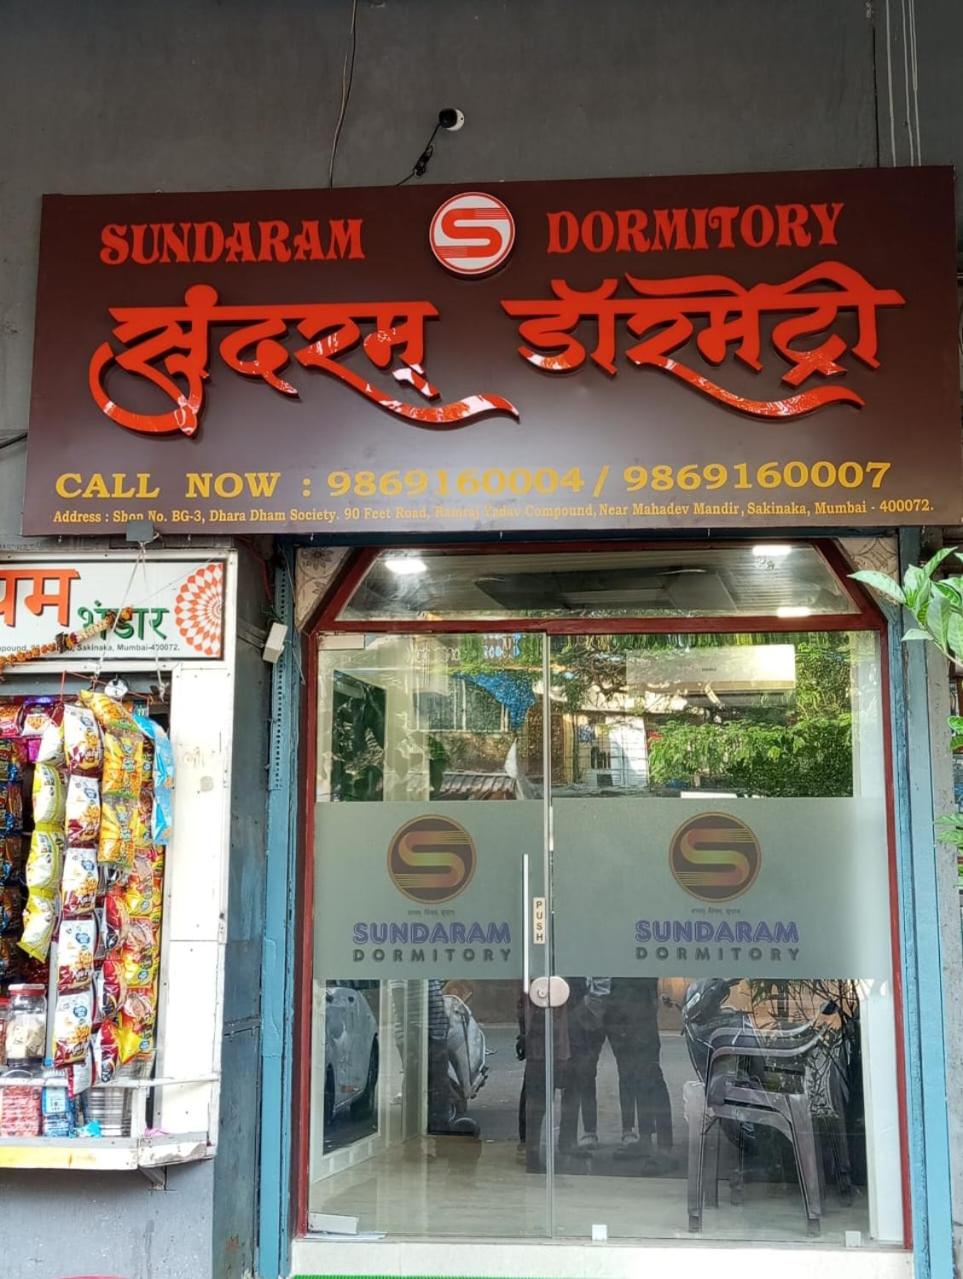 SUNDARAM S DORMITORY
सुंदरम् डॉरमेट्री
CALL NOW : 9869160004 / 9869160007
Address : Shop No. BG-3, Dhara Dham Society. 90 Feet Road, Ramraj Yadav Compound, Near Mahadev Mandir, Sakinaka, Mumbai - 400072.
भंडार
Sakinaka, Mumbai-400072.
SUNDARAM
DORMITORY
PUSH
SUNDARAM
DORMITORY